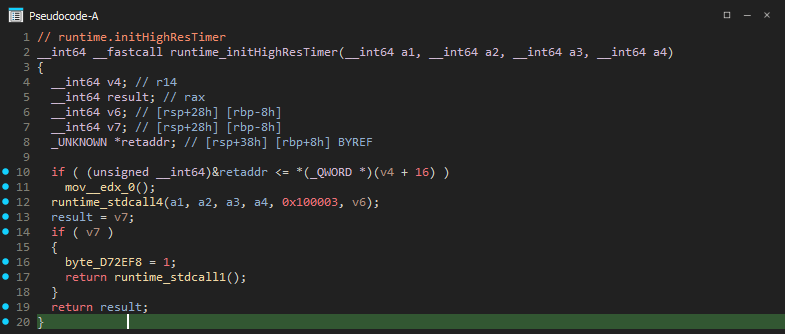 Pseudocode-A
1 // runtime.initHighResTimer
2 __int64 __fastcall runtime_initHighResTimer(__int64 a1, __int64 a2, __int64 a3, __int64 a4)
3 {
4 __int64 v4; // r14
5 __int64 result; // rax
6 __int64 v6; // [rsp+28h] [rbp-8h]
7 __int64 v7; // [rsp+28h] [rbp-8h]
8 _UNKNOWN *retaddr; // [rsp+38h] [rbp+8h] BYREF
9
10 if ( (unsigned __int64)&retaddr <= *(_QWORD *)(v4 + 16) )
11 mov__edx_0();
12 runtime_stdcall4(a1, a2, a3, a4, 0x100003, v6);
13 result = v7;
14 if ( v7 )
15 {
16 byte_D72EF8 = 1;
17 return runtime_stdcall1();
18 }
19 return result;
20 }